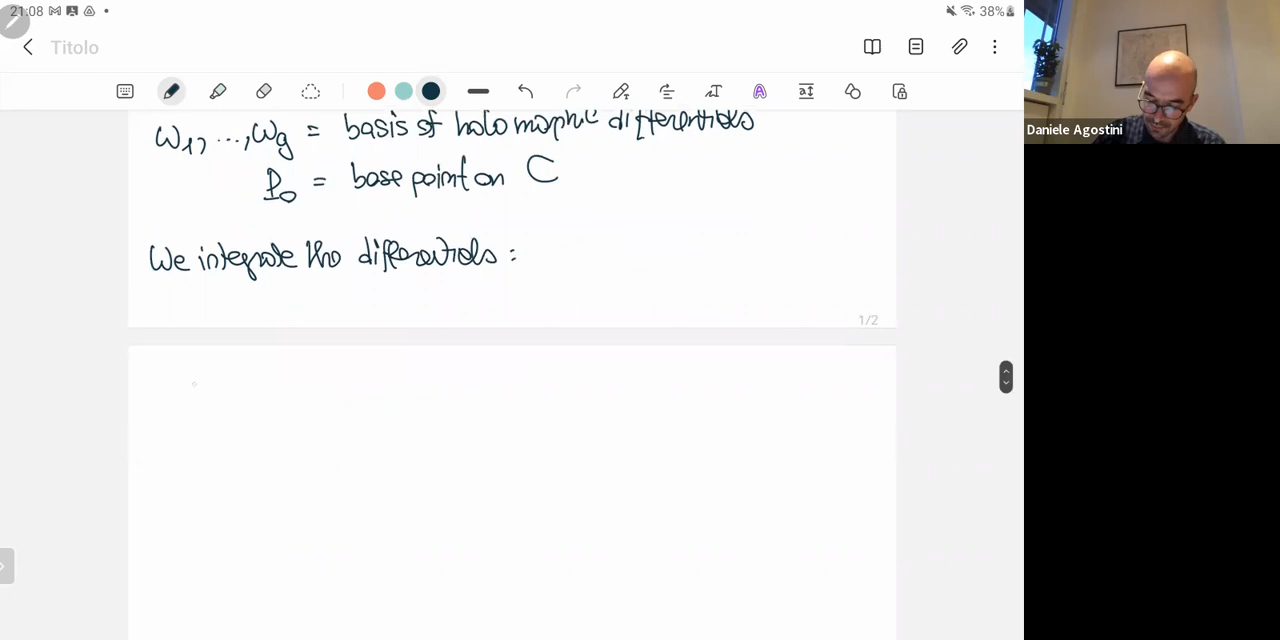 21:08
38%
Titolo
ω1, ..., ωg = basis of holomorphic differentials
P0 = base point on C
We integrate the differentials :
1/2
Daniele Agostini